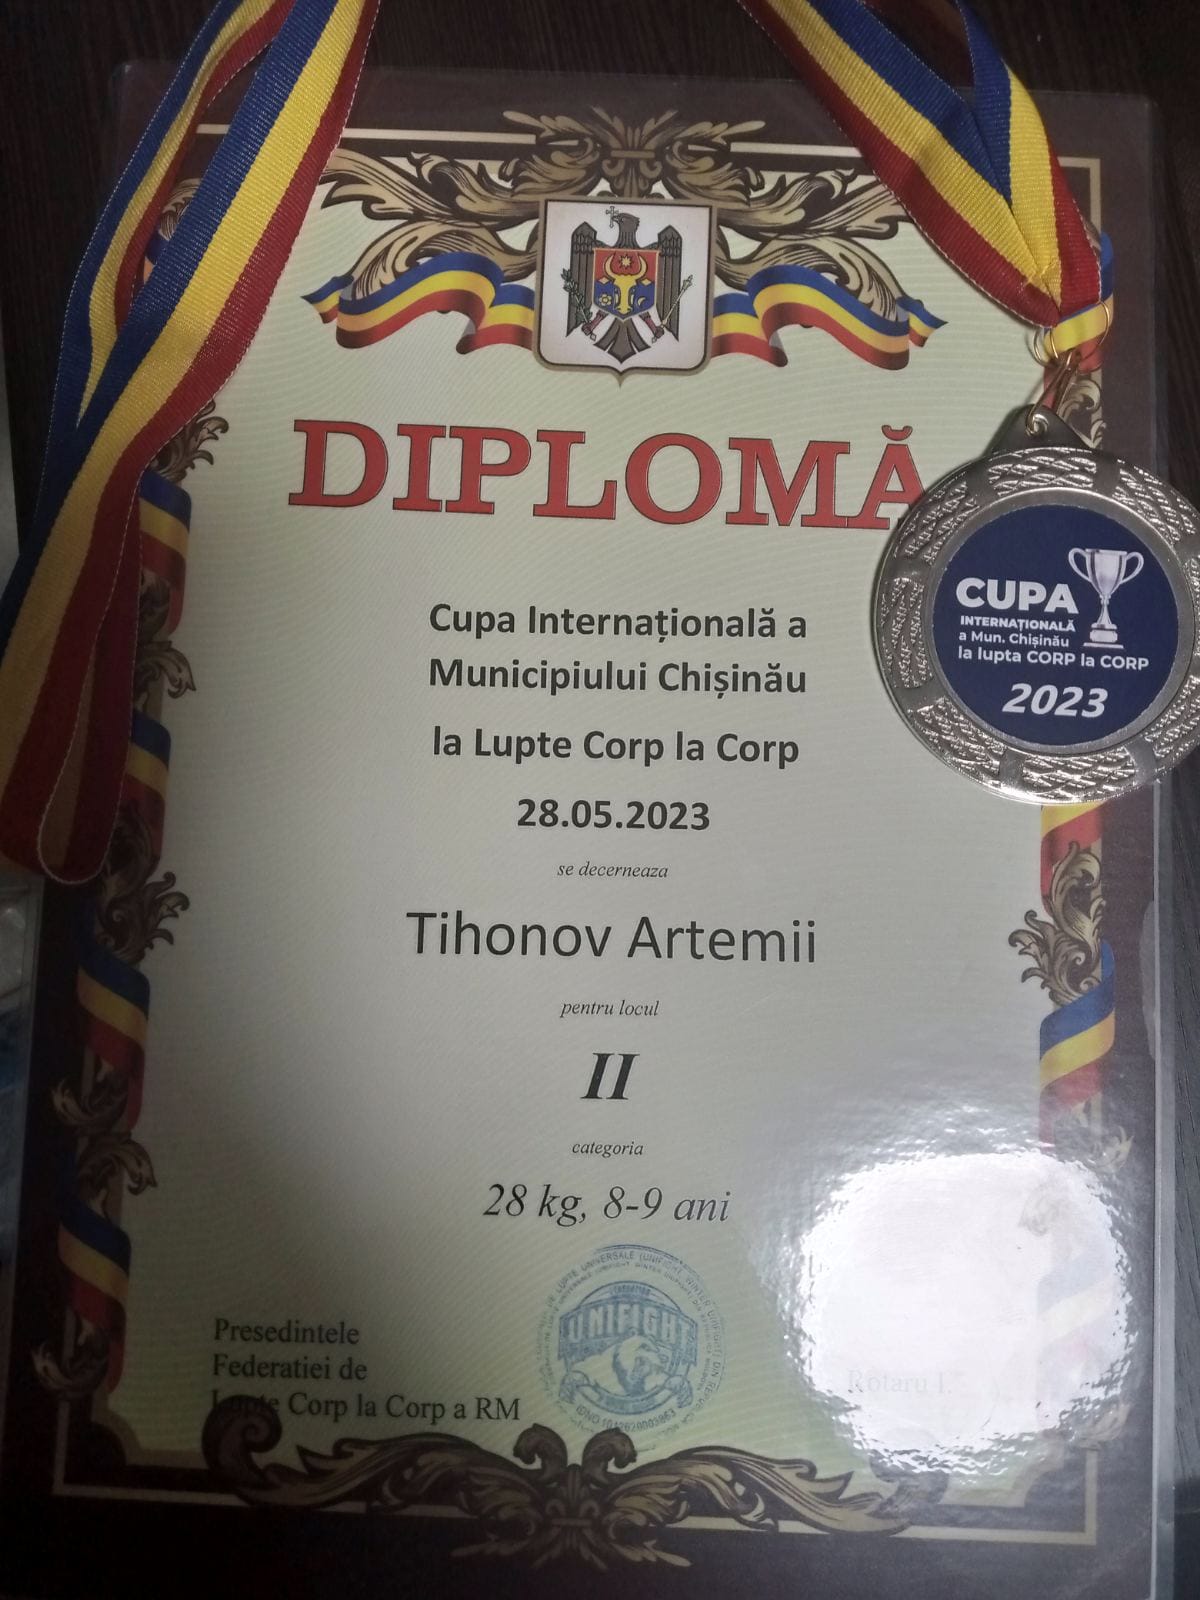 DIPLOMĂ
Cupa Internațională a
Municipiului Chișinău
la Lupte Corp la Corp
28.05.2023
se decerneaza
Tihonov Artemii
pentru locul
II
categoria
28 kg, 8-9 ani
Presedintele
Federatiei de
Lupte Corp la Corp a RM
Rotaru I.
UNIFIGHT
CUPA
INTERNAȚIONALĂ
a Mun. Chișinău
la lupta CORP la CORP
2023